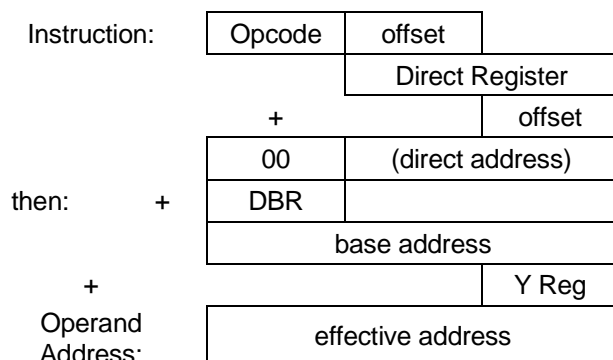 Instruction: Opcode offset
Direct Register
+ offset
00 (direct address)
then: + DBR
base address
+ Y Reg
Operand
Address: effective address